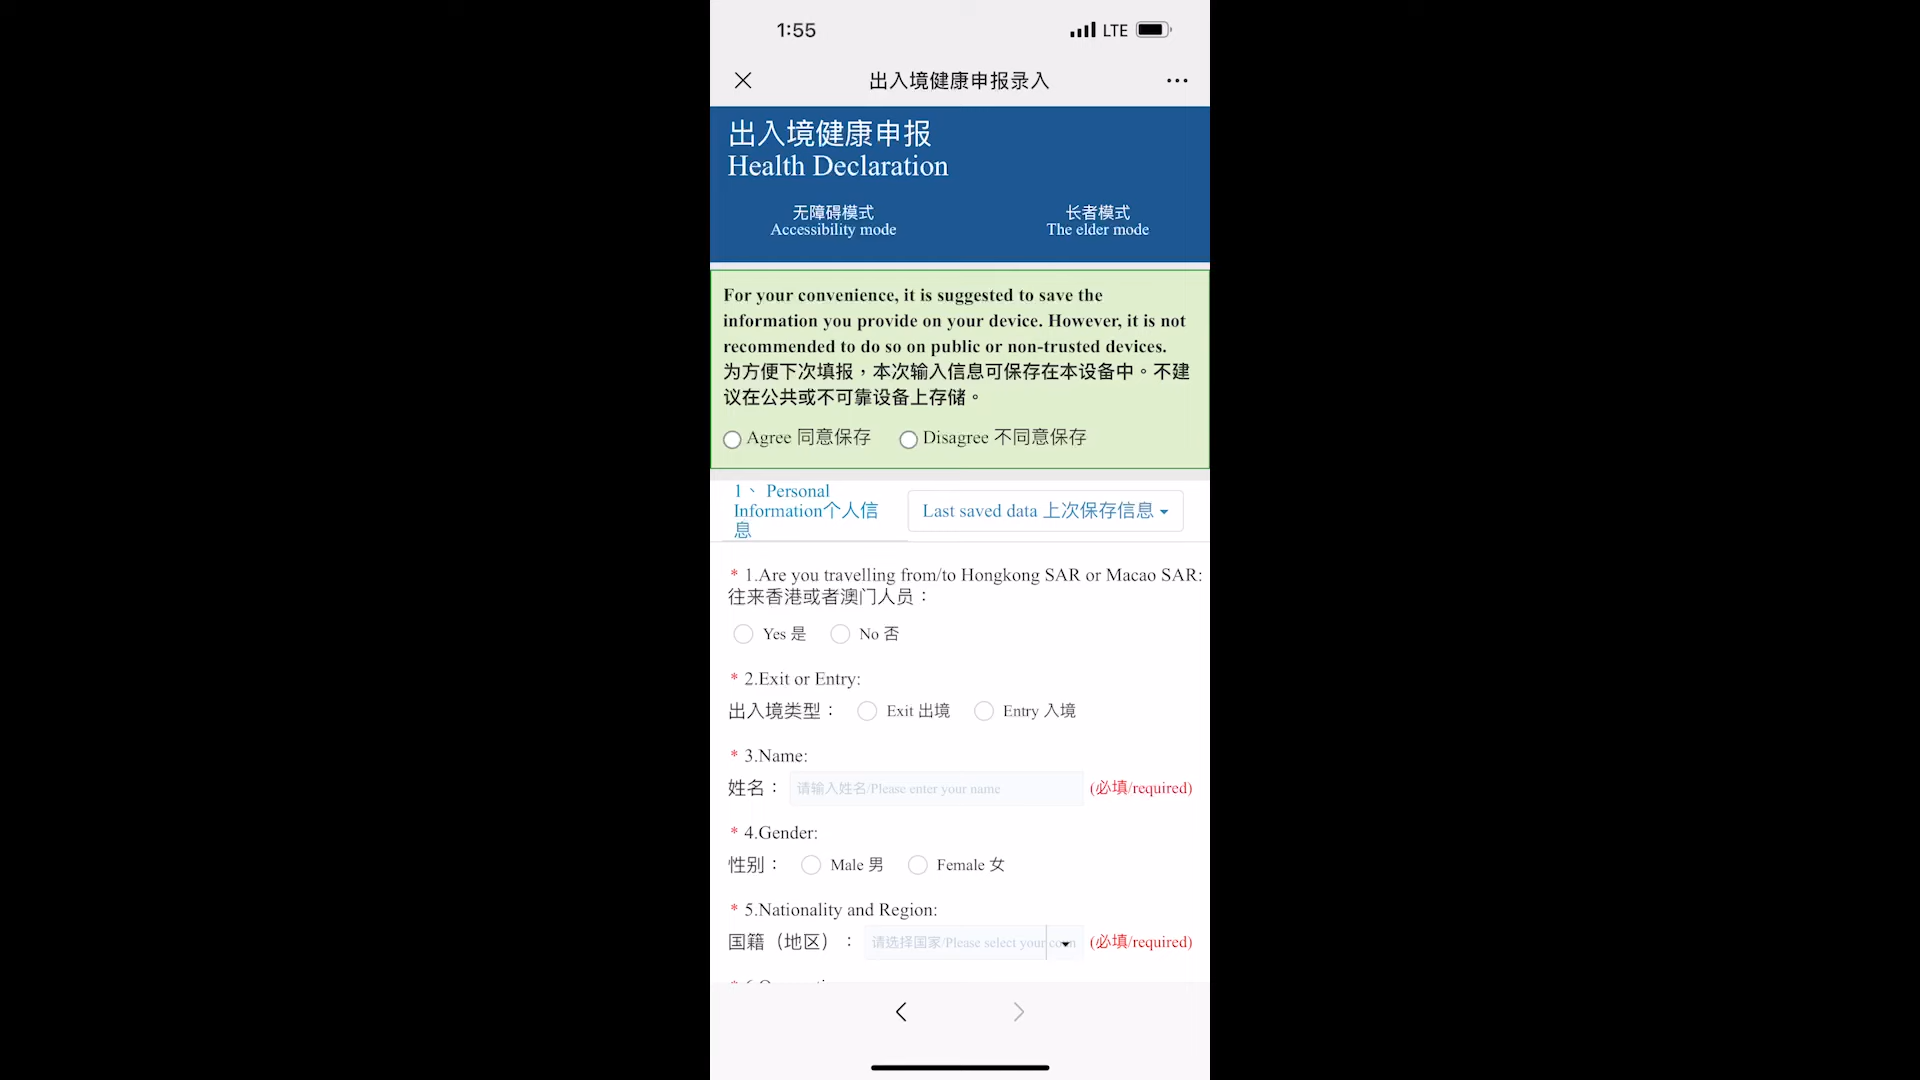 1:55
LTE
出入境健康申报录入
出入境健康申报
Health Declaration
无障碍模式
Accessibility mode
长者模式
The elder mode
For your convenience, it is suggested to save the
information you provide on your device. However, it is not
recommended to do so on public or non-trusted devices.
为方便下次填报，本次输入信息可保存在本设备中。不建
议在公共或不可靠设备上存储。
Agree 同意保存 Disagree 不同意保存
1、 Personal
Information个人信
息
Last saved data 上次保存信息
* 1.Are you travelling from/to Hongkong SAR or Macao SAR:
往来香港或者澳门人员：
Yes 是 No 否
* 2.Exit or Entry:
出入境类型： Exit 出境 Entry 入境
* 3.Name:
姓名： 请输入姓名/Please enter your name (必填/required)
* 4.Gender:
性别： Male 男 Female 女
* 5.Nationality and Region:
国籍（地区）： 请选择国家/Please select your (必填/required)